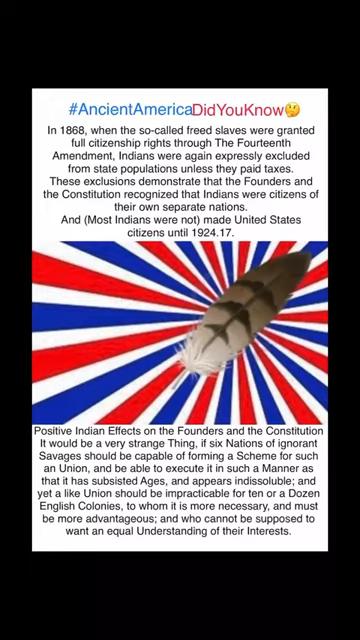 #AncientAmericaDidYouKnow🤔
In 1868, when the so-called freed slaves were granted
full citizenship rights through The Fourteenth
Amendment, Indians were again expressly excluded
from state populations unless they paid taxes.
These exclusions demonstrate that the Founders and
the Constitution recognized that Indians were citizens of
their own separate nations.
And (Most Indians were not) made United States
citizens until 1924.17.
Positive Indian Effects on the Founders and the Constitution
It would be a very strange Thing, if six Nations of ignorant
Savages should be capable of forming a Scheme for such
an Union, and be able to execute it in such a Manner as
that it has subsisted Ages, and appears indissoluble; and
yet a like Union should be impracticable for ten or a Dozen
English Colonies, to whom it is more necessary, and must
be more advantageous; and who cannot be supposed to
want an equal Understanding of their Interests.